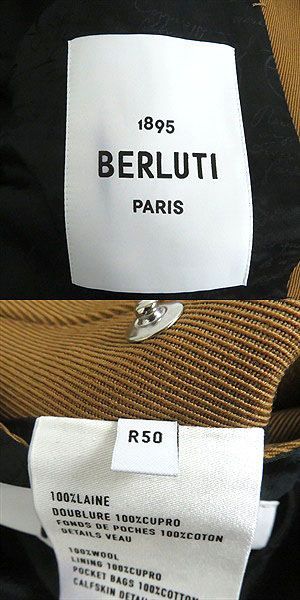 1895
BERLUTI
PARIS
R50
100%LAINE
DOUBLURE 100%CUPRO
FONDS DE POCHES 100%COTON
DETAILS VEAU
100%WOOL
LINING 100%CUPRO
POCKET BAGS 100%COTTON
CALFSKIN DETAIL